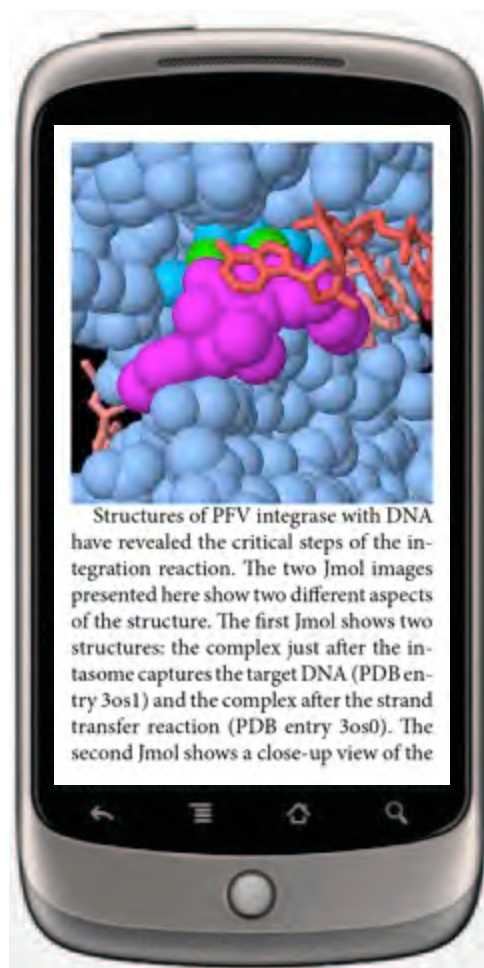 Structures of PFV integrase with DNA
have revealed the critical steps of the in-
tegration reaction. The two Jmol images
presented here show two different aspects
of the structure. The first Jmol shows two
structures: the complex just after the in-
tasome captures the target DNA (PDB en-
try 3os1) and the complex after the strand
transfer reaction (PDB entry 3os0). The
second Jmol shows a close-up view of the